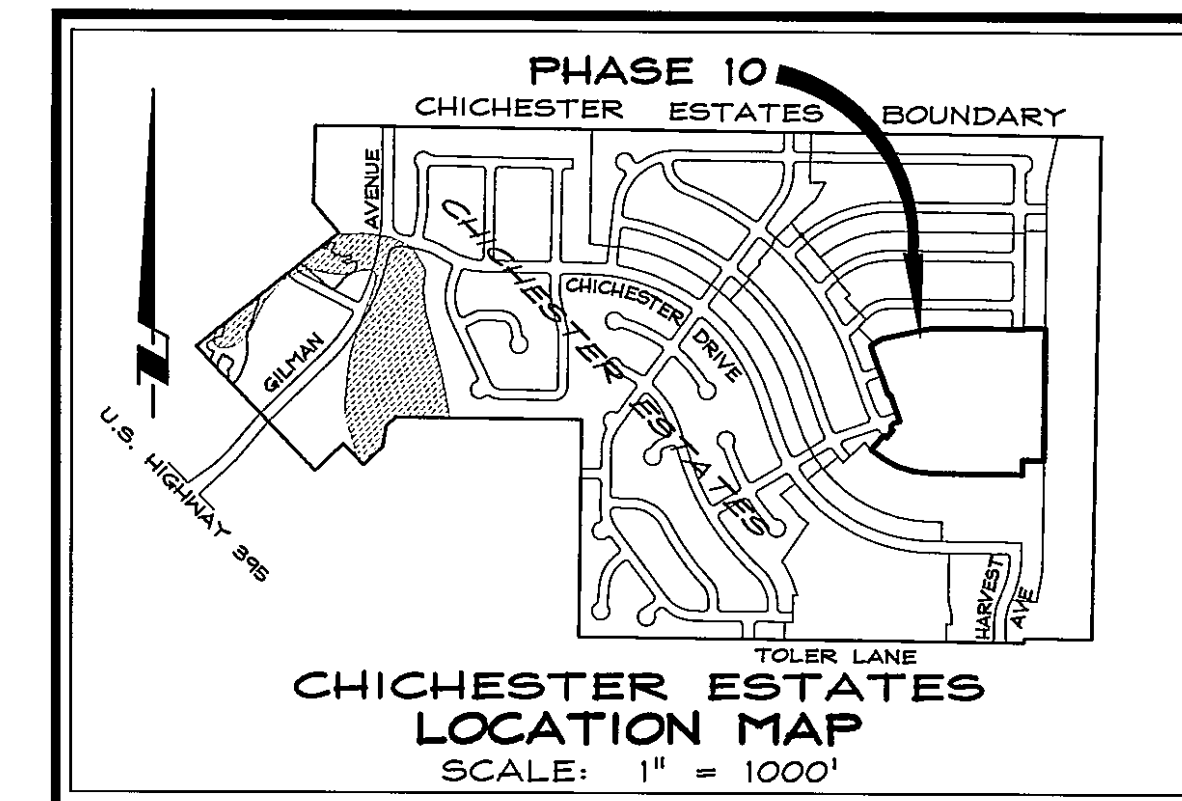 PHASE 10
CHICHESTER ESTATES BOUNDARY
AVENUE
CHICHESTER ESTATES
CHICHESTER DRIVE
GILMAN
U.S. HIGHWAY 395
HARVEST AVE
TOLER LANE
CHICHESTER ESTATES
LOCATION MAP
SCALE: 1" = 1000'